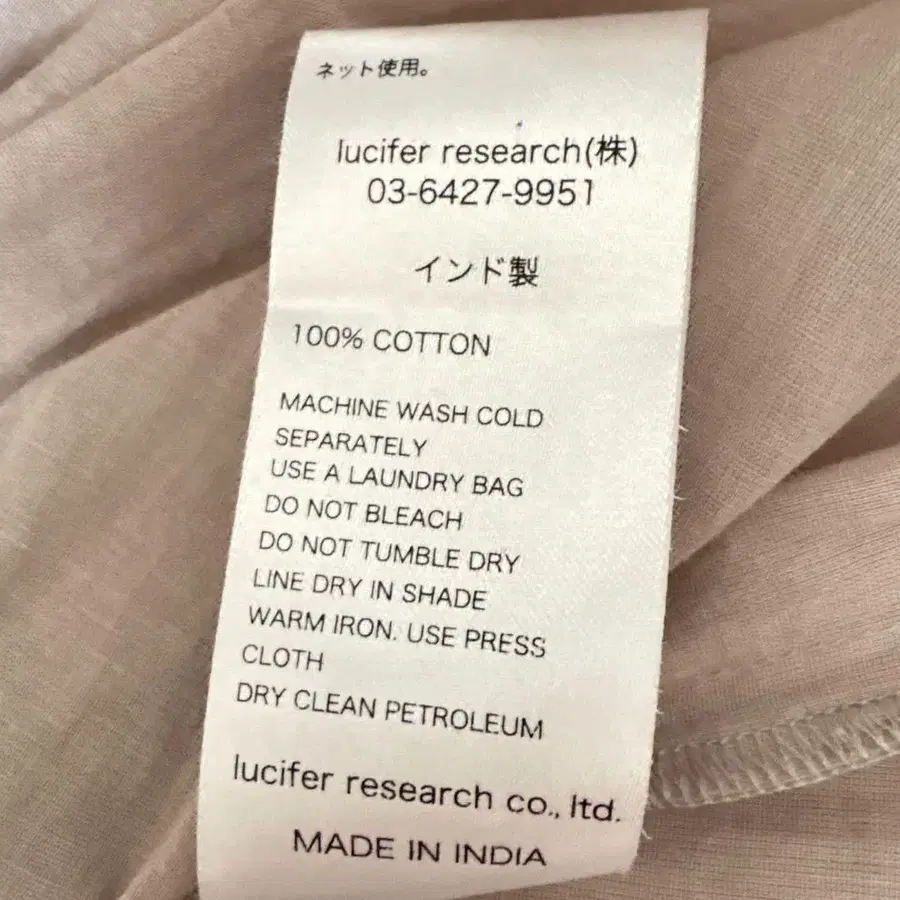 ネット使用。
lucifer research(株)
03-6427-9951
インド製
100% COTTON
MACHINE WASH COLD
SEPARATELY
USE A LAUNDRY BAG
DO NOT BLEACH
DO NOT TUMBLE DRY
LINE DRY IN SHADE
WARM IRON. USE PRESS
CLOTH
DRY CLEAN PETROLEUM
lucifer research co., ltd.
MADE IN INDIA